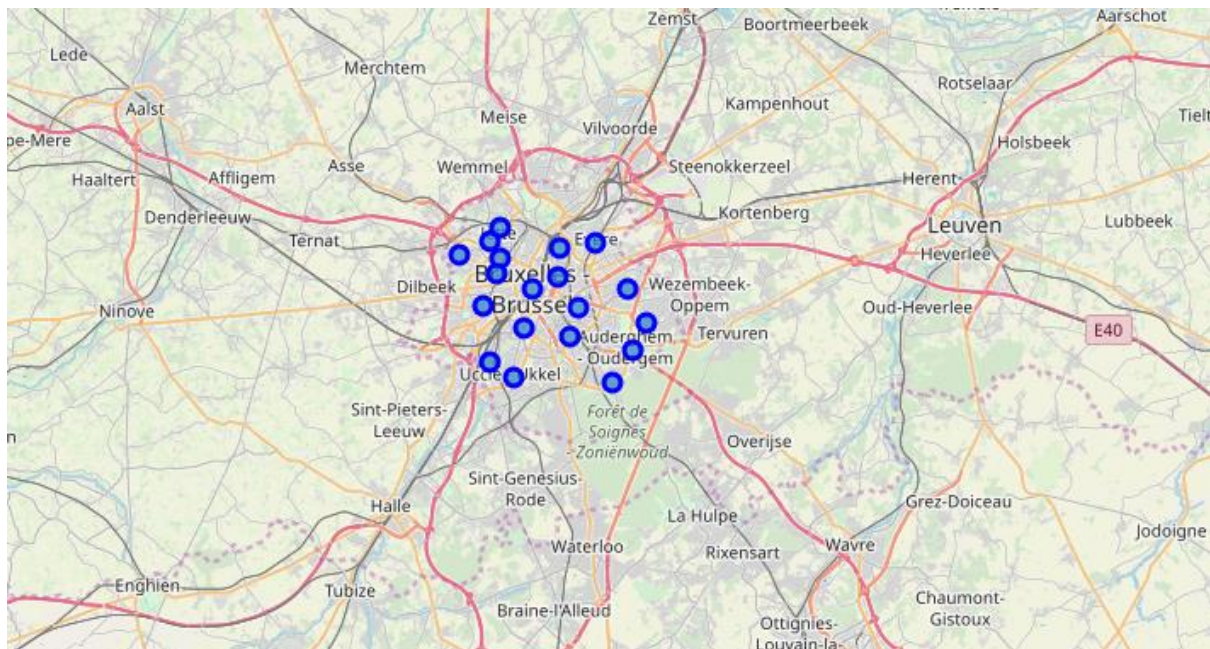 Zemst
Boortmeerbeek
Aarschot
Lede
Merchtem
Rotselaar
Aalst
Kampenhout
Meise
Vilvoorde
Tielt
pe-Mere
Holsbeek
Asse
Wemmel
Steenokkerzeel
Haaltert
Affligem
Herent
Denderleeuw
Kortenberg
Leuven
Lubbeek
Ternat
Heverlee
Bruxelles -
Brussel
Dilbeek
Wezembeek-
Oppem
Ninove
Oud-Heverlee
Tervuren
E40
Auderghem
- Oudergem
Uccle - Ukkel
Sint-Pieters-
Leeuw
Forêt de
Soignes
- Zoniënwoud
Overijse
Sint-Genesius-
Rode
Halle
Grez-Doiceau
La Hulpe
Jodoigne
Waterloo
Rixensart
Wavre
Enghien
Tubize
Braine-l'Alleud
Chaumont-
Gistoux
Ottignies-
Louvain-la-